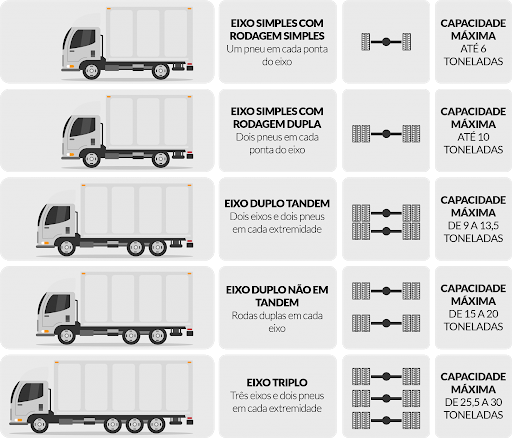 EIXO SIMPLES COM
RODAGEM SIMPLES
Um pneu em cada ponta
do eixo
CAPACIDADE
MÁXIMA
ATÉ 6
TONELADAS
EIXO SIMPLES COM
RODAGEM DUPLA
Dois pneus em cada
ponta do eixo
CAPACIDADE
MÁXIMA
ATÉ 10
TONELADAS
EIXO DUPLO TANDEM
Dois eixos e dois pneus
em cada extremidade
CAPACIDADE
MÁXIMA
DE 9 A 13,5
TONELADAS
EIXO DUPLO NÃO EM
TANDEM
Rodas duplas em cada
eixo
CAPACIDADE
MÁXIMA
DE 15 A 20
TONELADAS
EIXO TRIPLO
Três eixos e dois pneus
em cada extremidade
CAPACIDADE
MÁXIMA
DE 25,5 A 30
TONELADAS